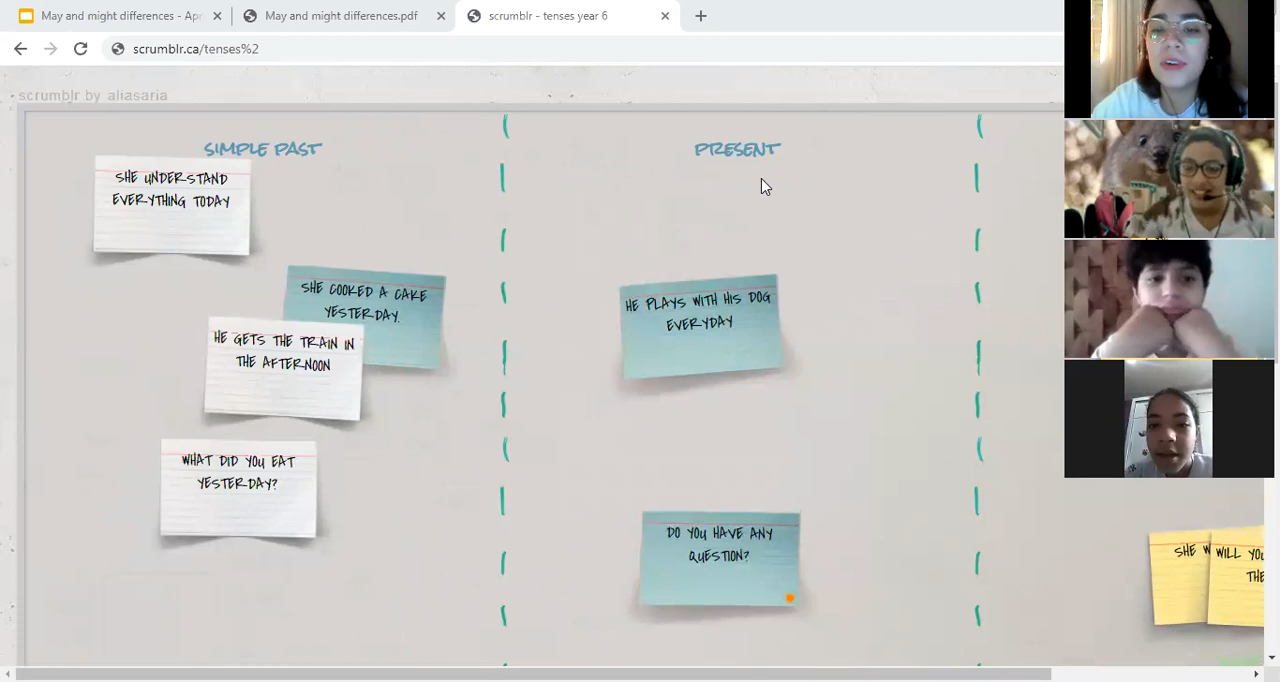 May and might differences - Apr
May and might differences.pdf
scrumblr - tenses year 6
scrumblr.ca/tenses%2
scrumblr by aliasaria
SIMPLE PAST
PRESENT
SHE UNDERSTAND
EVERYTHING TODAY
SHE COOKED A CAKE
YESTERDAY.
HE GETS THE TRAIN IN
THE AFTERNOON
WHAT DID YOU EAT
YESTERDAY?
HE PLAYS WITH HIS DOG
EVERYDAY
DO YOU HAVE ANY
QUESTION?
SHE
WILL